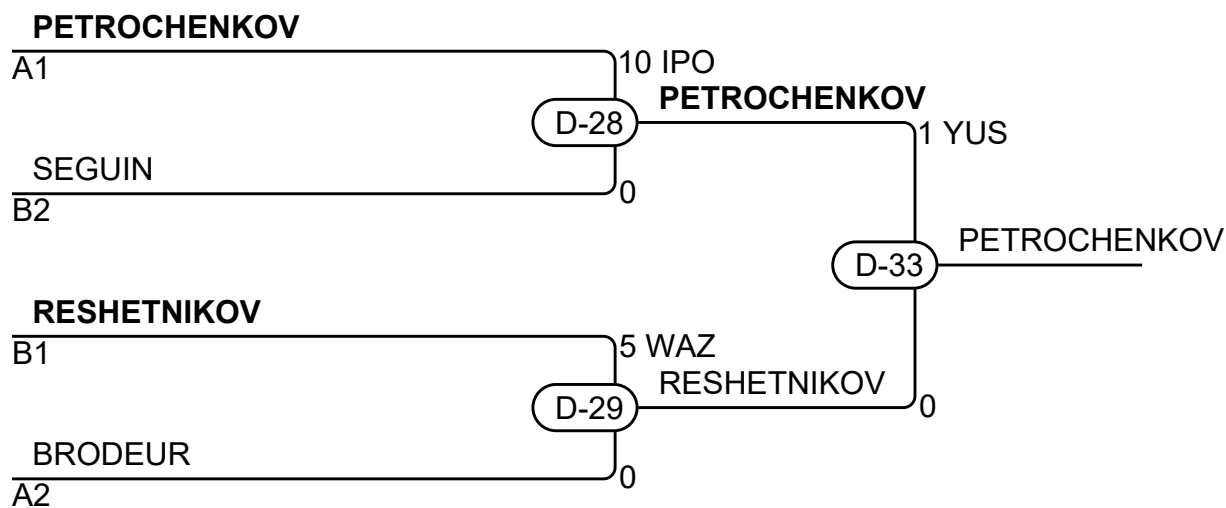 PETROCHENKOV
A1
10 IPO
D-28
PETROCHENKOV
1 YUS
SEGUIN
B2
0
D-33
PETROCHENKOV
RESHETNIKOV
B1
5 WAZ
D-29
RESHETNIKOV
0
BRODEUR
A2
0